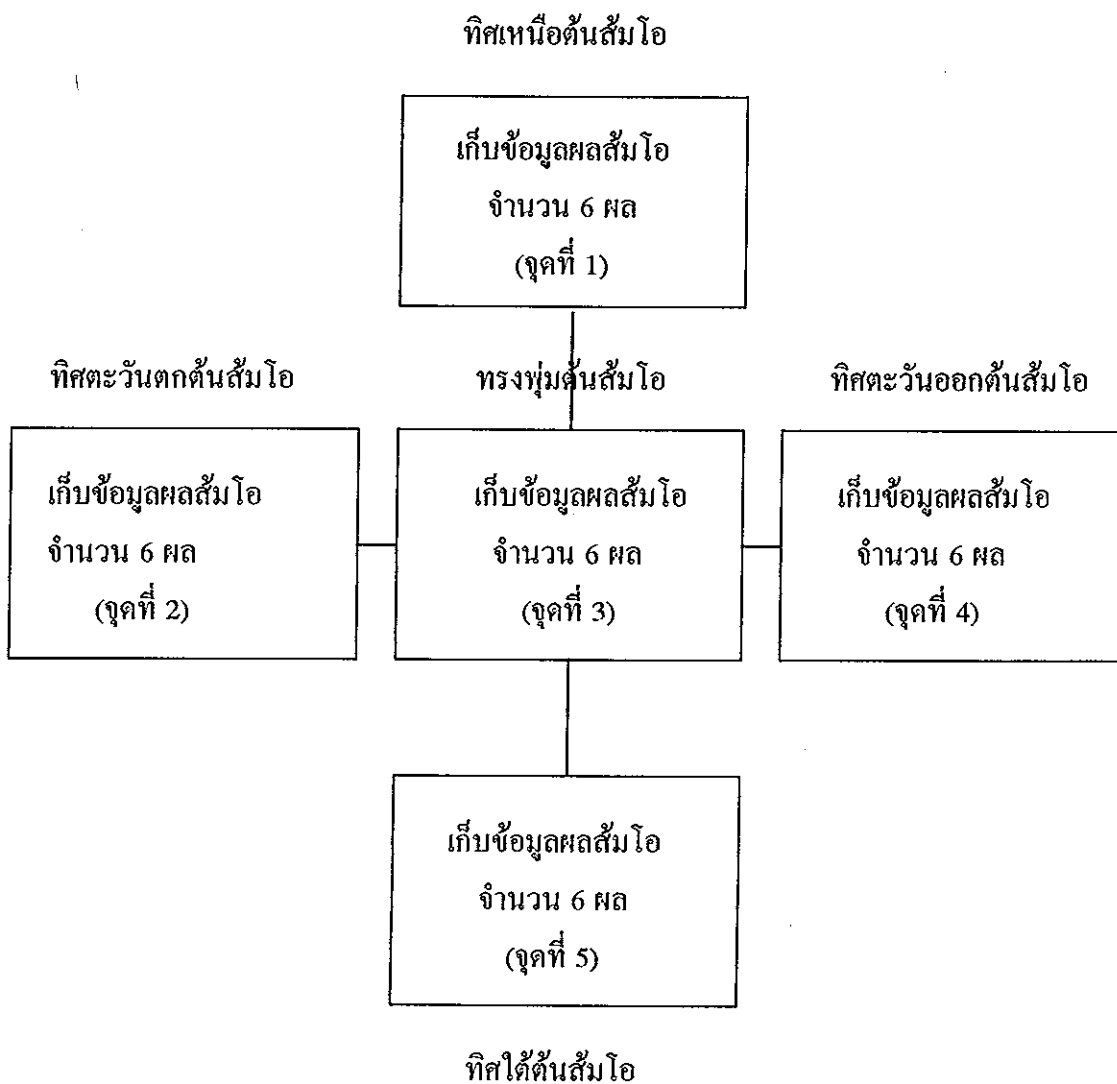 ทิศเหนือต้นส้มโอ
เก็บข้อมูลผลส้มโอ
จำนวน 6 ผล
(จุดที่ 1)
ทิศตะวันตกต้นส้มโอ
ทรงพุ่มต้นส้มโอ
ทิศตะวันออกต้นส้มโอ
เก็บข้อมูลผลส้มโอ
จำนวน 6 ผล
(จุดที่ 2)
เก็บข้อมูลผลส้มโอ
จำนวน 6 ผล
(จุดที่ 3)
เก็บข้อมูลผลส้มโอ
จำนวน 6 ผล
(จุดที่ 4)
เก็บข้อมูลผลส้มโอ
จำนวน 6 ผล
(จุดที่ 5)
ทิศใต้ต้นส้มโอ